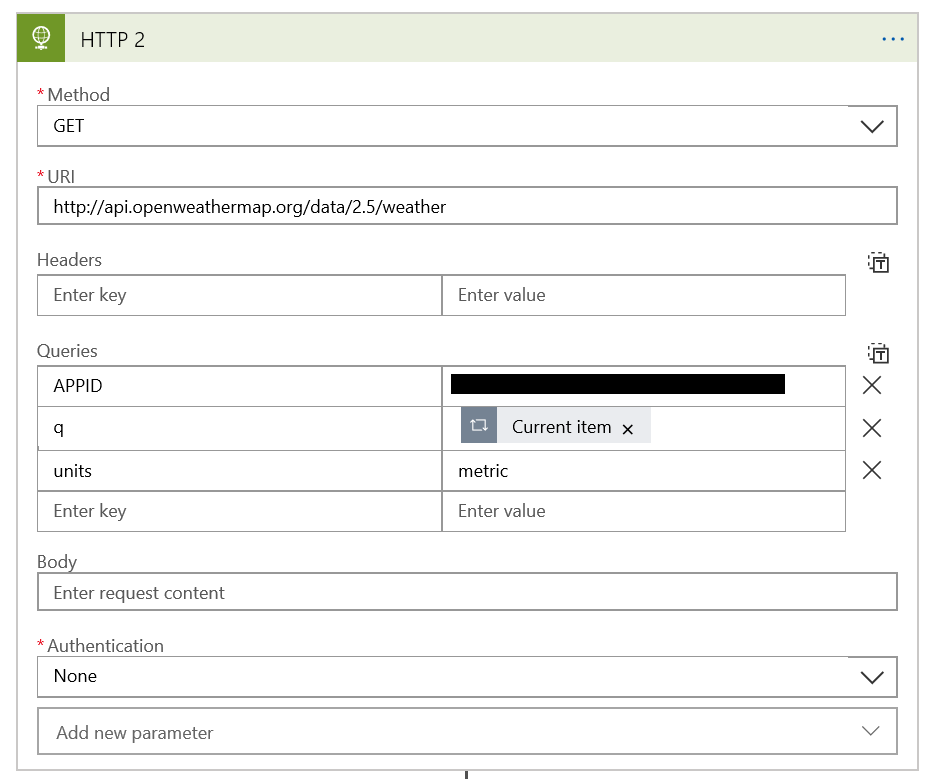 HTTP 2
* Method
GET
* URI
http://api.openweathermap.org/data/2.5/weather
Headers
Enter key Enter value
Queries
APPID
q Current item
units metric
Enter key Enter value
Body
Enter request content
* Authentication
None
Add new parameter